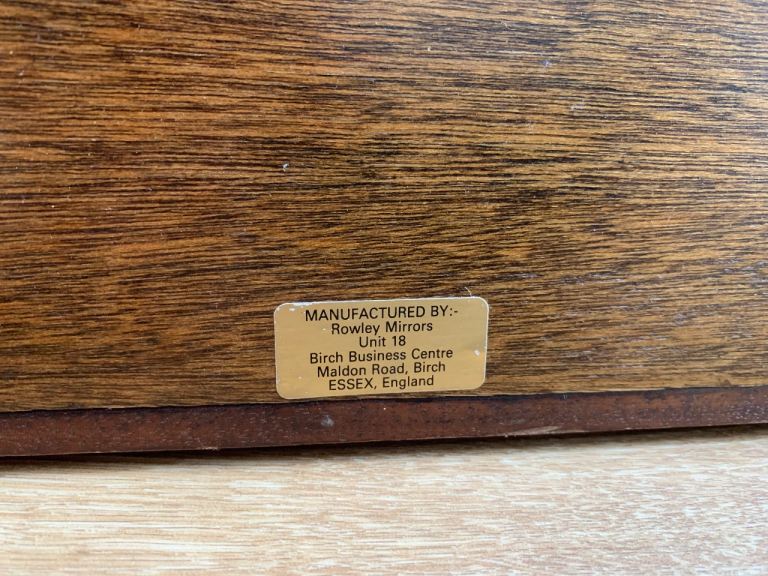 MANUFACTURED BY:-
Rowley Mirrors
Unit 18
Birch Business Centre
Maldon Road, Birch
ESSEX, England